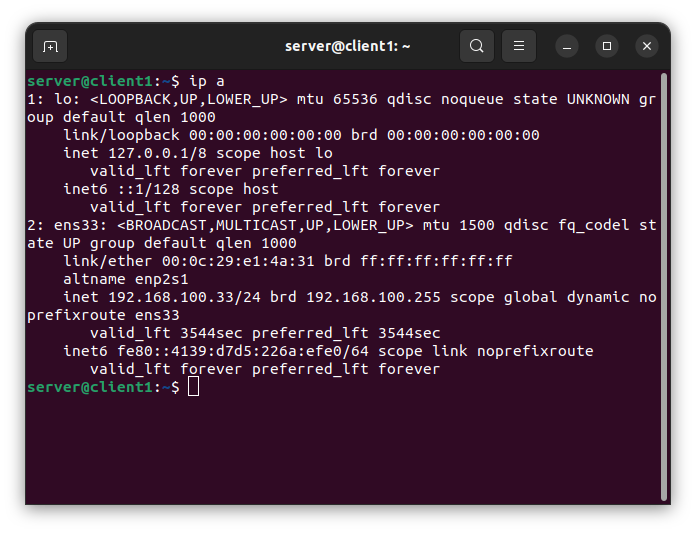 server@client1: ~
server@client1:~$ ip a
1: lo: <LOOPBACK,UP,LOWER_UP> mtu 65536 qdisc noqueue state UNKNOWN gr
oup default qlen 1000
    link/loopback 00:00:00:00:00:00 brd 00:00:00:00:00:00
    inet 127.0.0.1/8 scope host lo
       valid_lft forever preferred_lft forever
    inet6 ::1/128 scope host
       valid_lft forever preferred_lft forever
2: ens33: <BROADCAST,MULTICAST,UP,LOWER_UP> mtu 1500 qdisc fq_codel st
ate UP group default qlen 1000
    link/ether 00:0c:29:e1:4a:31 brd ff:ff:ff:ff:ff:ff
    altname enp2s1
    inet 192.168.100.33/24 brd 192.168.100.255 scope global dynamic no
prefixroute ens33
       valid_lft 3544sec preferred_lft 3544sec
    inet6 fe80::4139:d7d5:226a:efe0/64 scope link noprefixroute
       valid_lft forever preferred_lft forever
server@client1:~$